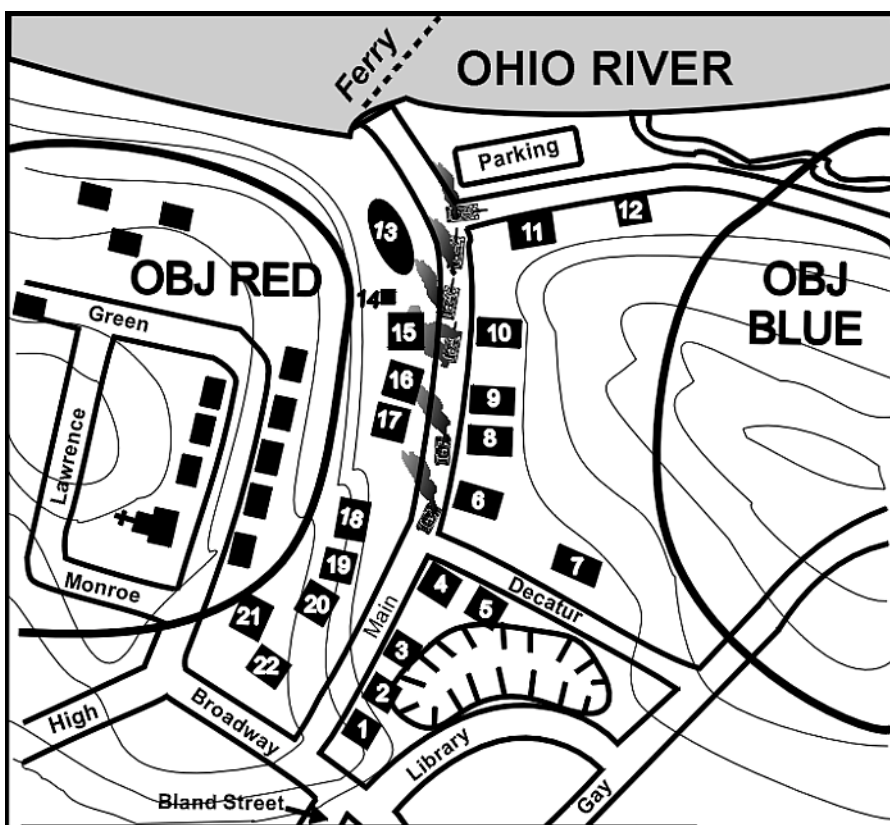 Ferry
OHIO RIVER
Parking
12
11
13
OBJ RED
OBJ
BLUE
14
Green
15
10
16
9
17
8
Lawrence
6
18
7
19
Decatur
4
Monroe
5
20
Main
21
3
22
2
High
Broadway
1
Library
Gay
Bland Street